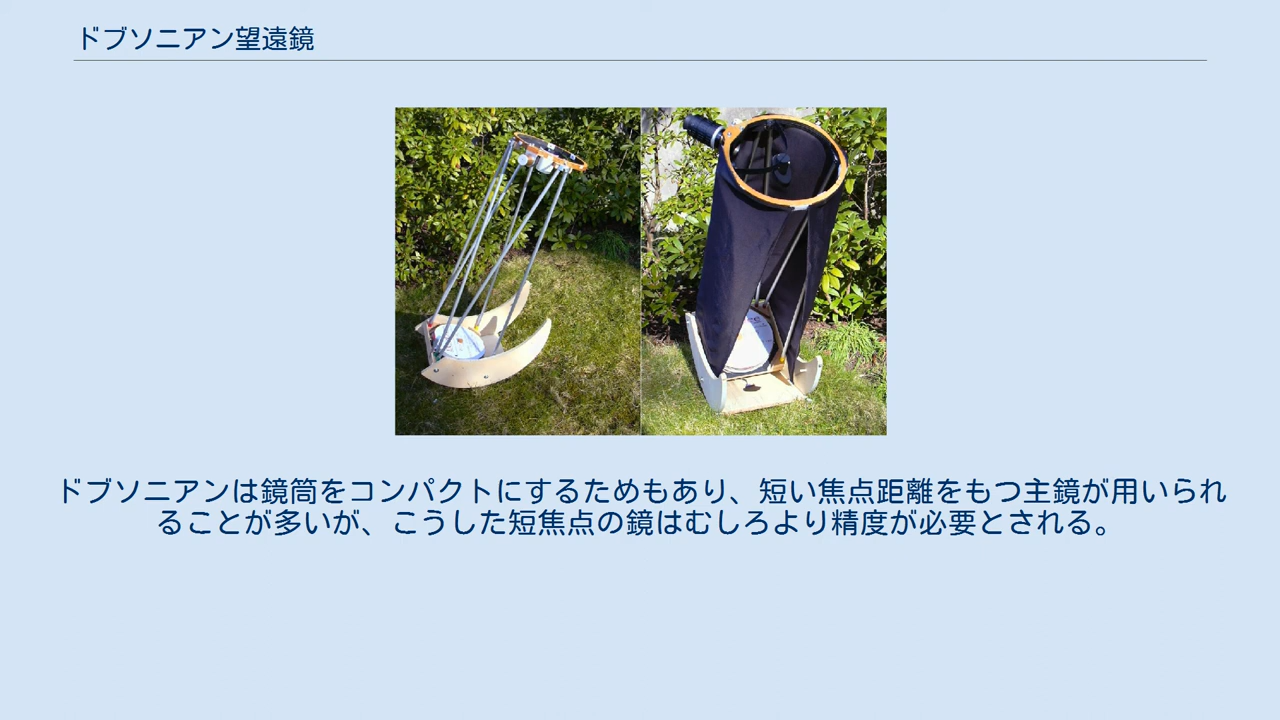 ドブソニアン望遠鏡
ドブソニアンは鏡筒をコンパクトにするためもあり、短い焦点距離をもつ主鏡が用いられ
ることが多いが、こうした短焦点の鏡はむしろより精度が必要とされる。